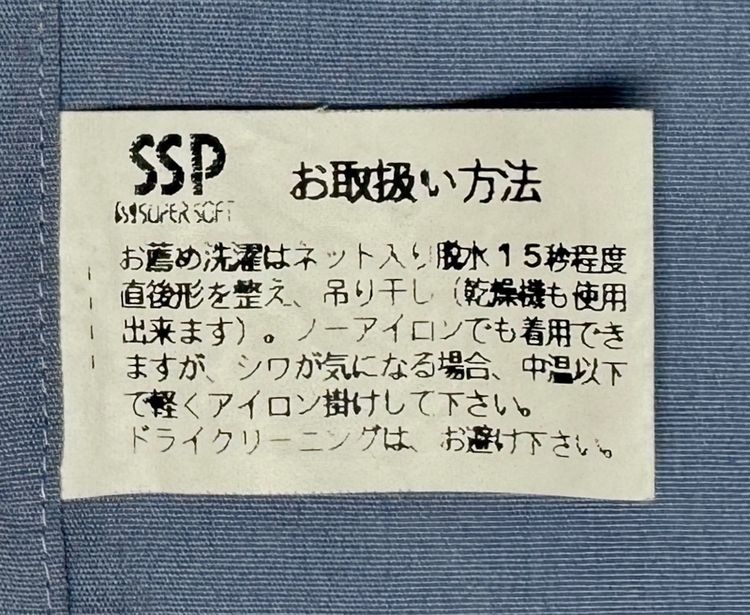 SSP
SUPER SOFT
お取扱い方法
お薦め洗濯はネット入り脱水15秒程度
直後形を整え、吊り干し(乾燥機も使用
出来ます)。ノーアイロンでも着用でき
ますが、シワが気になる場合、中温以下
で軽くアイロン掛けして下さい。
ドライクリーニングは、お避け下さい。